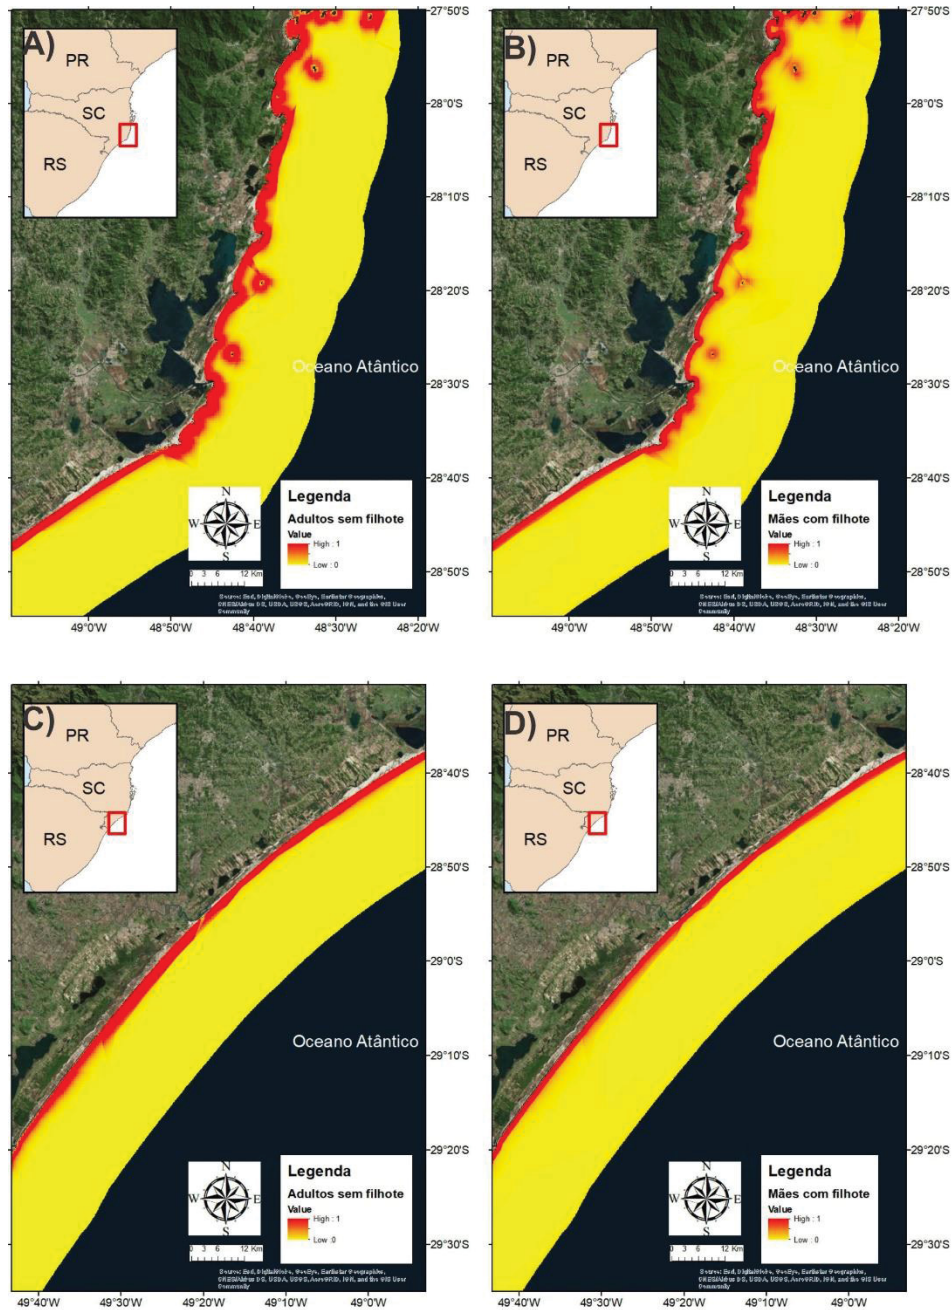 A)
PR
SC
RS
Oceano Atântico
N
W E
S
0 3 6 12 Km
Legenda
Adultos sem filhote
Value
High : 1
Low : 0
49°0'W 48°50'W 48°40'W 48°30'W 48°20'W
B)
PR
SC
RS
27°50'S
28°0'S
28°10'S
28°20'S
28°30'S
28°40'S
28°50'S
Oceano Atântico
N
W E
S
0 3 6 12 Km
Legenda
Mães com filhote
Value
High : 1
Low : 0
49°0'W 48°50'W 48°40'W 48°30'W 48°20'W
27°50'S
28°0'S
28°10'S
28°20'S
28°30'S
28°40'S
28°50'S
C)
PR
SC
RS
Oceano Atântico
N
W E
S
0 3 6 12 Km
Legenda
Adultos sem filhote
Value
High : 1
Low : 0
49°40'W 49°30'W 49°20'W 49°10'W 49°0'W
28°40'S
28°50'S
29°0'S
29°10'S
29°20'S
29°30'S
D)
PR
SC
RS
Oceano Atântico
N
W E
S
0 3 6 12 Km
Legenda
Mães com filhote
Value
High : 1
Low : 0
49°40'W 49°30'W 49°20'W 49°10'W 49°0'W
28°40'S
28°50'S
29°0'S
29°10'S
29°20'S
29°30'S